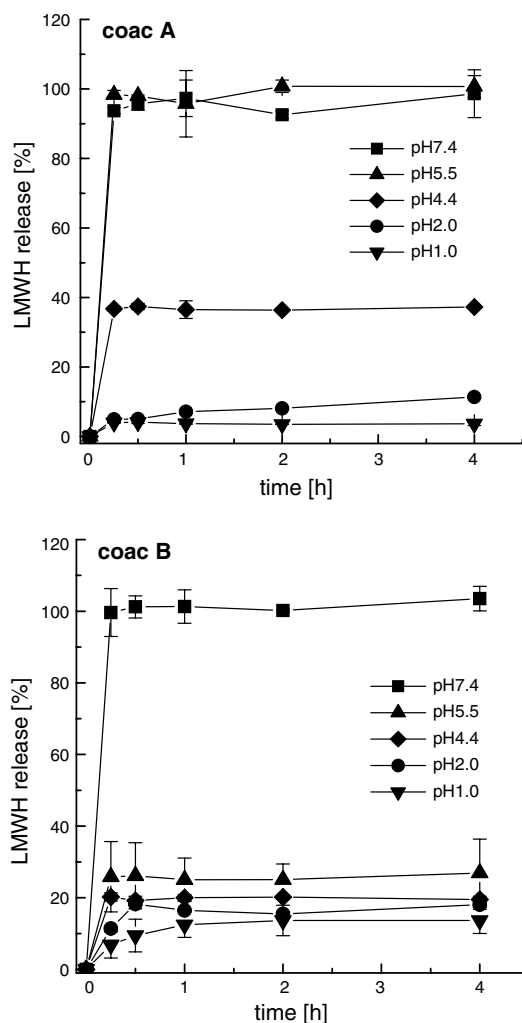 coac A
LMWH release [%]
120
100
80
60
40
20
0
pH7.4
pH5.5
pH4.4
pH2.0
pH1.0
0 1 2 3 4
time [h]
coac B
LMWH release [%]
120
100
80
60
40
20
0
pH7.4
pH5.5
pH4.4
pH2.0
pH1.0
0 1 2 3 4
time [h]